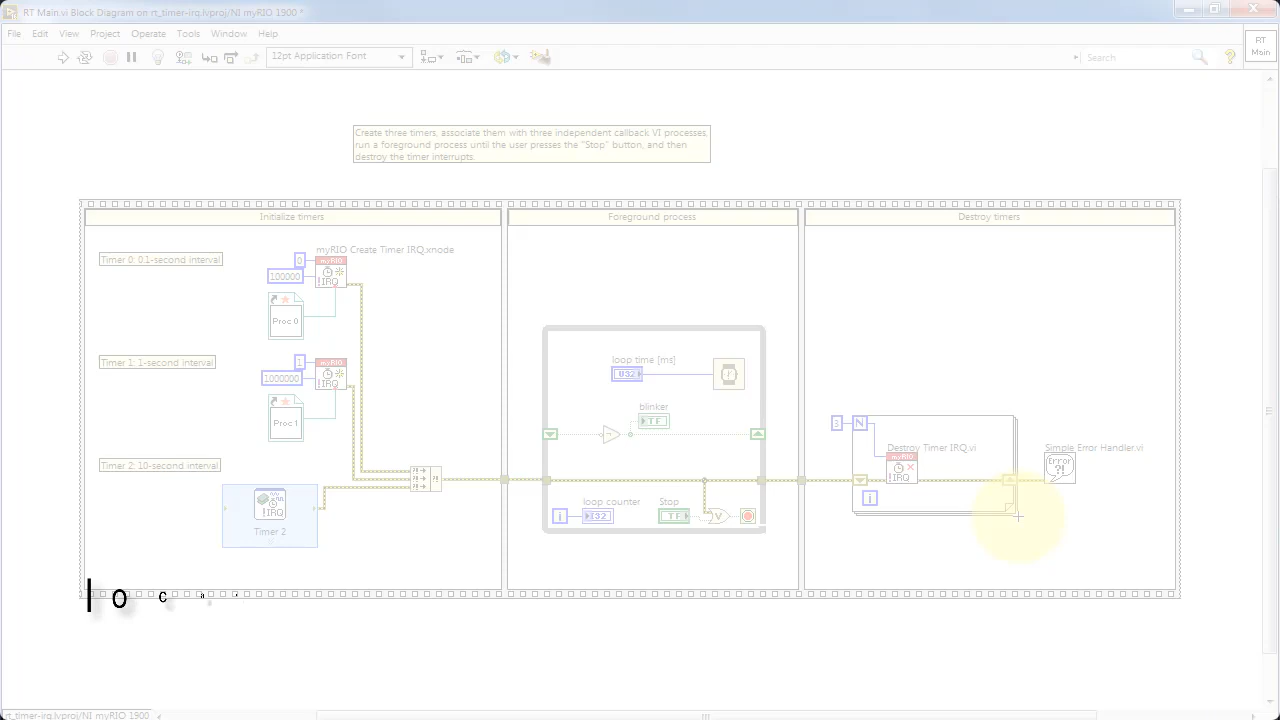 RT Main.vi Block Diagram on rt_timer-irq.lvproj/NI myRIO 1900 *
File Edit View Project Operate Tools Window Help
12pt Application Font
Search
RT
Main
Create three timers, associate them with three independent callback VI processes,
run a foreground process until the user presses the "Stop" button, and then
destroy the timer interrupts.
Initialize timers
Foreground process
Destroy timers
Timer 0: 0.1-second interval
myRIO Create Timer IRQ.xnode
0
100000
myRIO
!IRQ
Proc 0
Timer 1: 1-second interval
1
1000000
myRIO
!IRQ
Proc 1
Timer 2: 10-second interval
!IRQ
Timer 2
loop time [ms]
U32
blinker
TF
loop counter
i
I32
Stop
TF
V
3
N
Destroy Timer IRQ.vi
myRIO
!IRQ
i
Simple Error Handler.vi
Error
?!
l o c a
rt_timer-irq.lvproj/NI myRIO 1900